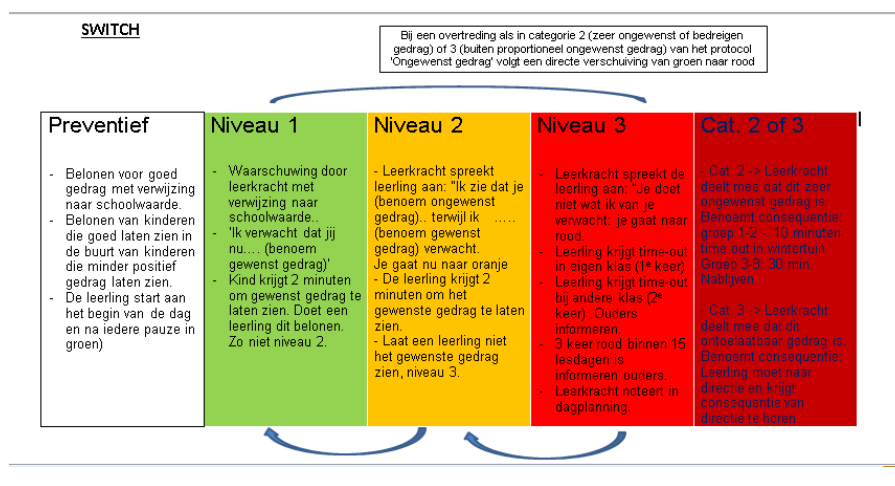 SWITCH
Bij een overtreding als in categorie 2 (zeer ongewenst of bedreigen
gedrag) of 3 (buiten proportioneel ongewenst gedrag) van het protocol
'Ongewenst gedrag' volgt een directe verschuiving van groen naar rood
Preventief
- Belonen voor goed
gedrag met verwijzing
naar schoolwaarde.
- Belonen van kinderen
die goed laten zien in
de buurt van kinderen
die minder positief
gedrag laten zien.
- De leerling start aan
het begin van de dag
en na iedere pauze in
groen)
Niveau 1
- Waarschuwing door
leerkracht met
verwijzing naar
schoolwaarde..
- 'Ik verwacht dat jij
nu.... (benoem
gewenst gedrag)'
- Kind krijgt 2 minuten
om gewenst gedrag te
laten zien. Doet een
leerling dit belonen.
Zo niet niveau 2.
Niveau 2
- Leerkracht spreekt
leerling aan: "Ik zie dat je
(benoem ongewenst
gedrag).. terwijl ik .....
(benoem gewenst
gedrag) verwacht.
Je gaat nu naar oranje
- De leerling krijgt 2
minuten om het
gewenste gedrag te laten
zien.
- Laat een leerling niet
het gewenste gedrag
zien, niveau 3.
Niveau 3
- Leerkracht spreekt de
leerling aan: "Je doet
niet wat ik van je
verwacht: je gaat naar
rood.
- Leerling krijgt time-out
in eigen klas (1e keer)
- Leerling krijgt time-out
bij andere klas (2e
keer) . Ouders
informeren.
- 3 keer rood binnen 15
lesdagen is
informeren ouders.
- Leerkracht noteert in
dagplanning.
Cat. 2 of 3
- Cat. 2 -> Leerkracht
deelt mee dat dit zeer
ongewenst gedrag is.
Benoemt consequentie:
groep 1-2 -. 10 minuten
time-out in wintertuin.
Groep 3-8: 30 min.
Nablijven.
- Cat. 3 -> Leerkracht
deelt mee dat dit
ontoelaatbaar gedrag is.
Benoemt consequentie:
Leerling moet naar
directie en krijgt
consequentie van
directie te horen